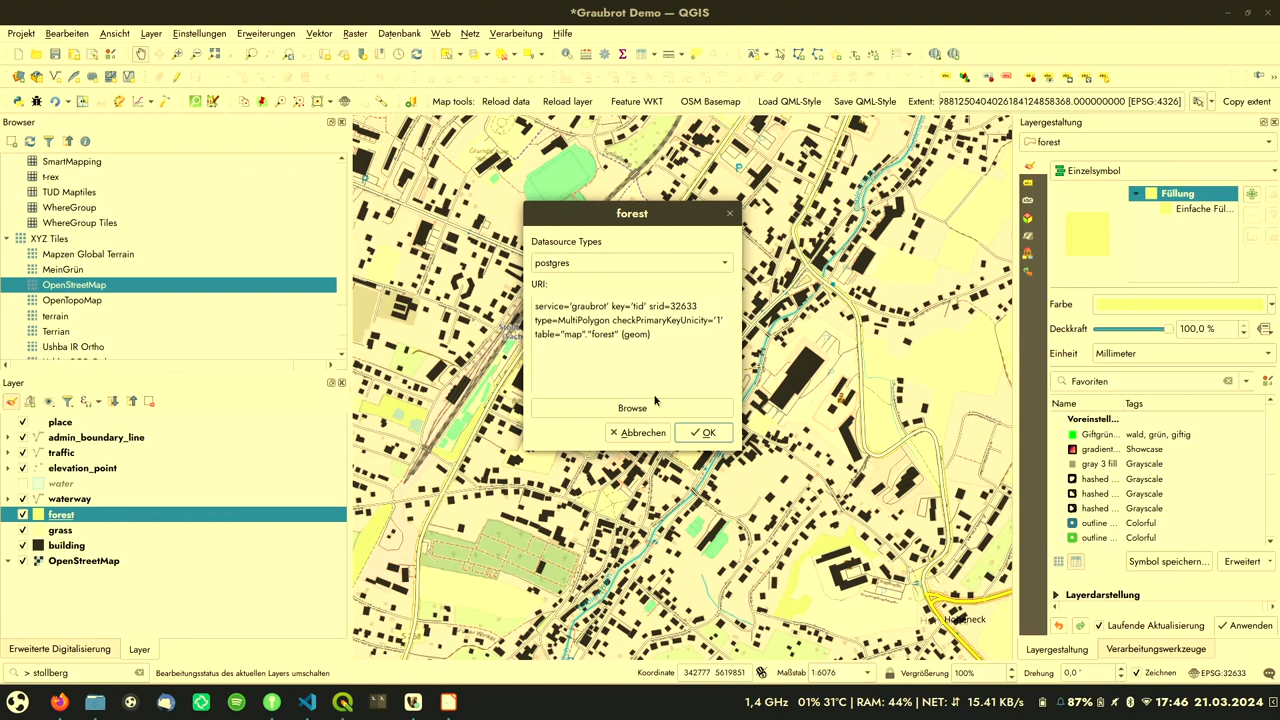 *Graubrot Demo — QGIS
Projekt Bearbeiten Ansicht Layer Einstellungen Erweiterungen Vektor Raster Datenbank Web Netz Verarbeitung Hilfe
Map tools: Reload data Reload layer Feature WKT OSM Basemap Load QML-Style Save QML-Style Extent: 9881250404026184124858368.000000000 [EPSG:4326] Copy extent
Browser
SmartMapping
t-rex
TUD Maptiles
WhereGroup
WhereGroup Tiles
XYZ Tiles
Mapzen Global Terrain
MeinGrün
OpenStreetMap
OpenTopoMap
terrain
Terrian
Ushba IR Ortho
Layer
place
admin_boundary_line
traffic
elevation_point
water
waterway
forest
grass
building
OpenStreetMap
Erweiterte Digitalisierung Layer
forest
Datasource Types
postgres
URI:
service='graubrot' key='tid' srid=32633
type=MultiPolygon checkPrimaryKeyUnicity='1'
table="map"."forest" (geom)
Browse
Abbrechen OK
P
Layergestaltung
forest
Einzelsymbol
Füllung
Einfache Fül...
Farbe
Deckkraft 100,0 %
Einheit Millimeter
Favoriten
Name Tags
Voreinstell...
Giftgrün... wald, grün, giftig
gradient... Showcase
gray 3 fill Grayscale
hashed ... Grayscale
hashed ... Grayscale
hashed ... Grayscale
outline ... Colorful
outline ... Colorful
Symbol speichern... Erweitert
Layerdarstellung
Laufende Aktualisierung Anwenden
Layergestaltung Verarbeitungswerkzeuge
> stollberg Bearbeitungsstatus des aktuellen Layers umschalten Koordinate 342777 5619851 Maßstab 1:6076 Vergrößerung 100% Drehung 0,0 ° Zeichnen EPSG:32633
1,4 GHz 01% 31°C | RAM: 44% | NET: 15.41 KB/s 87% 17:46 21.03.2024